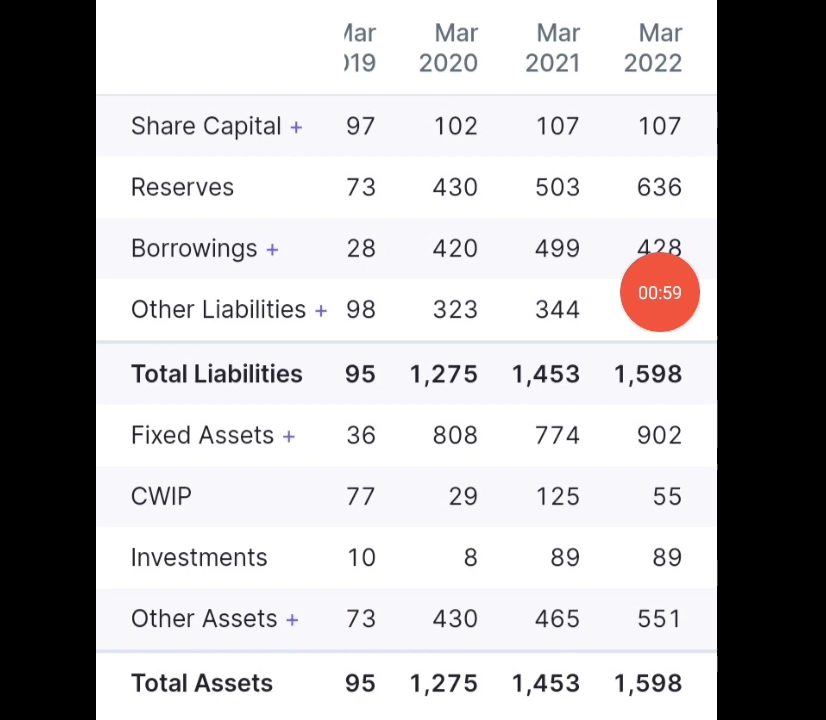 Mar Mar Mar Mar
019 2020 2021 2022
Share Capital + 97 102 107 107
Reserves 73 430 503 636
Borrowings + 28 420 499 428
Other Liabilities + 98 323 344
00:59
Total Liabilities 95 1,275 1,453 1,598
Fixed Assets + 36 808 774 902
CWIP 77 29 125 55
Investments 10 8 89 89
Other Assets + 73 430 465 551
Total Assets 95 1,275 1,453 1,598